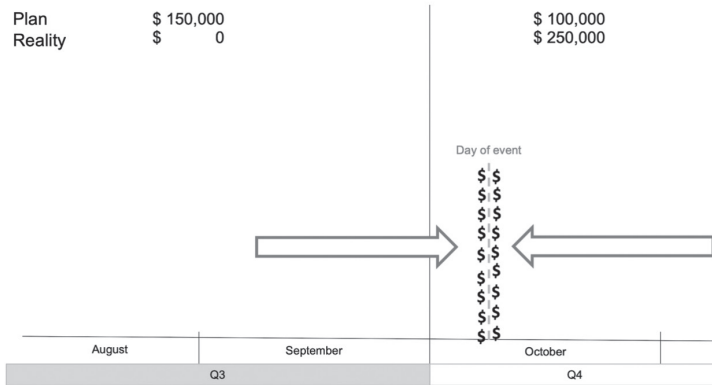 Plan $ 150,000 $ 100,000
Reality $ 0 $ 250,000
Day of event
$ $
$ $
$ $
$ $
$ $
$ $
$ $
$ $
$ $
August September October
Q3 Q4